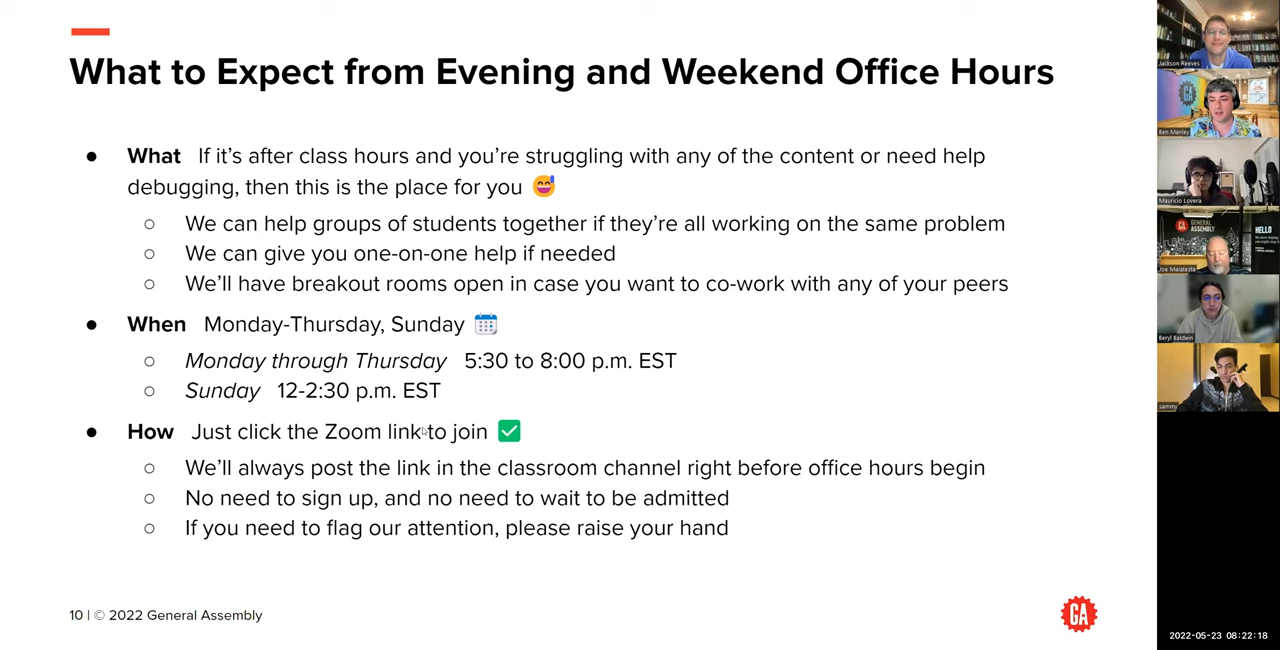 What to Expect from Evening and Weekend Office Hours
● What If it's after class hours and you're struggling with any of the content or need help
debugging, then this is the place for you 😅
○ We can help groups of students together if they're all working on the same problem
○ We can give you one-on-one help if needed
○ We'll have breakout rooms open in case you want to co-work with any of your peers
● When Monday-Thursday, Sunday 🗓️
○ Monday through Thursday 5:30 to 8:00 p.m. EST
○ Sunday 12-2:30 p.m. EST
● How Just click the Zoom link to join ✅
○ We'll always post the link in the classroom channel right before office hours begin
○ No need to sign up, and no need to wait to be admitted
○ If you need to flag our attention, please raise your hand
10 | © 2022 General Assembly
GA
Jackson Reeves
GA
Ben Manley
Mauricio Lovera
GA
GENERAL
ASSEMBLY
HELLO
Joe Malatesta
Beryl Baldwin
sammy
2022-05-23 08:22:18